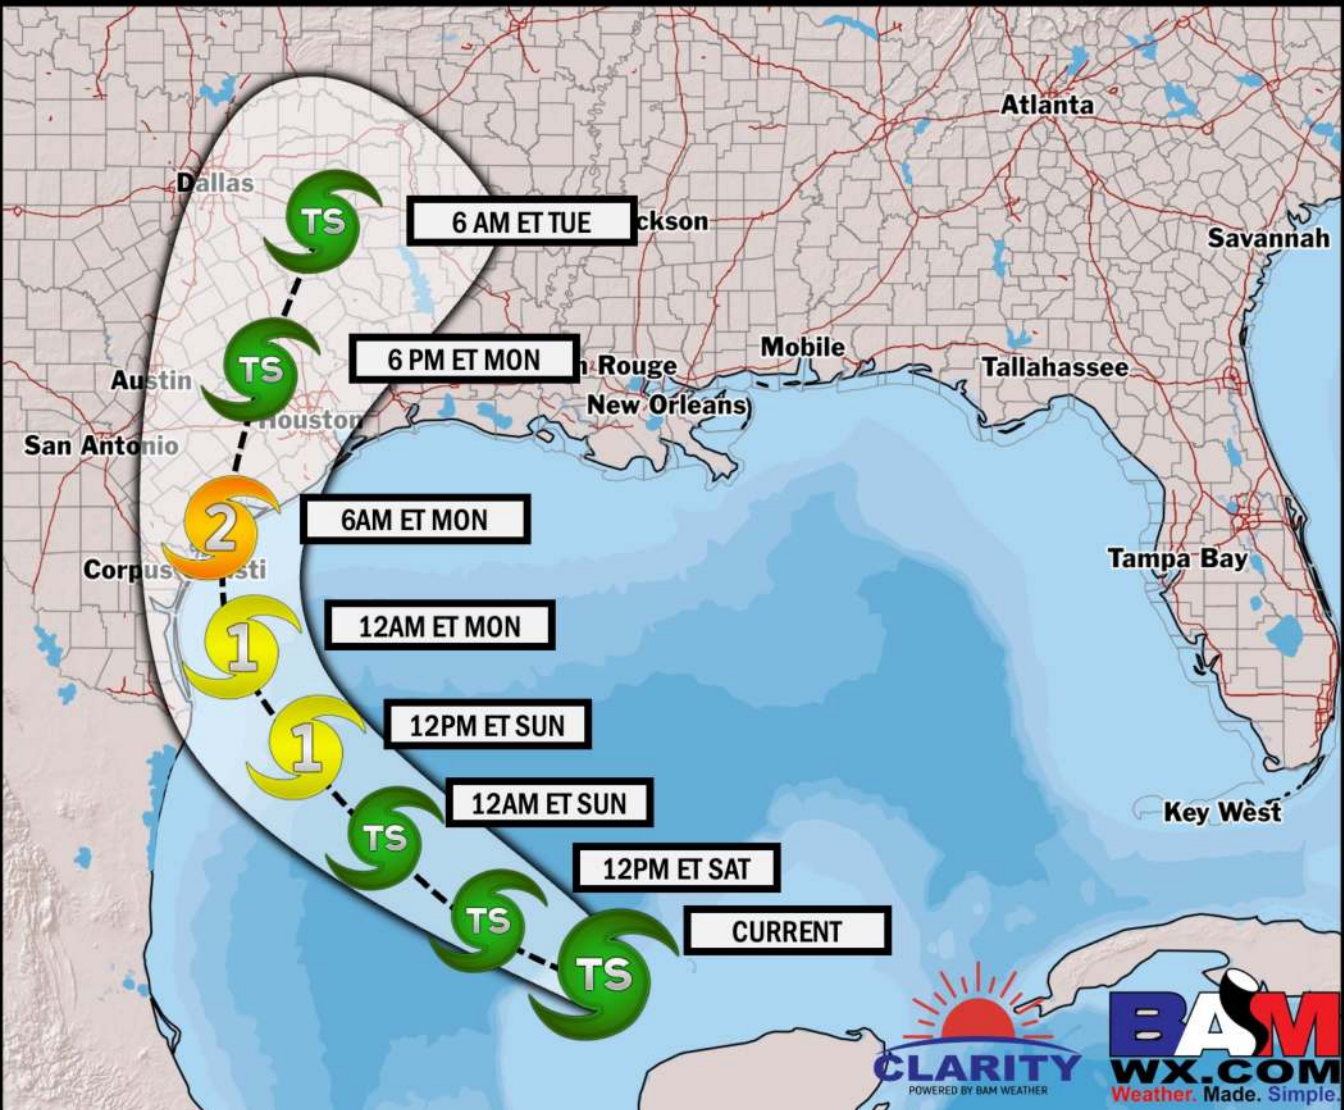 Atlanta
Dallas
TS
6 AM ET TUE
ckson
Savannah
TS
6 PM ET MON
n Rouge
Mobile
Tallahassee
Austin
New Orleans
Houston
San Antonio
2
6AM ET MON
Corpus
sti
Tampa Bay
1
12AM ET MON
1
12PM ET SUN
TS
12AM ET SUN
Key West
12PM ET SAT
TS
CURRENT
TS
CLARITY
POWERED BY BAM WEATHER
BAM
WX.COM
Weather. Made. Simple.